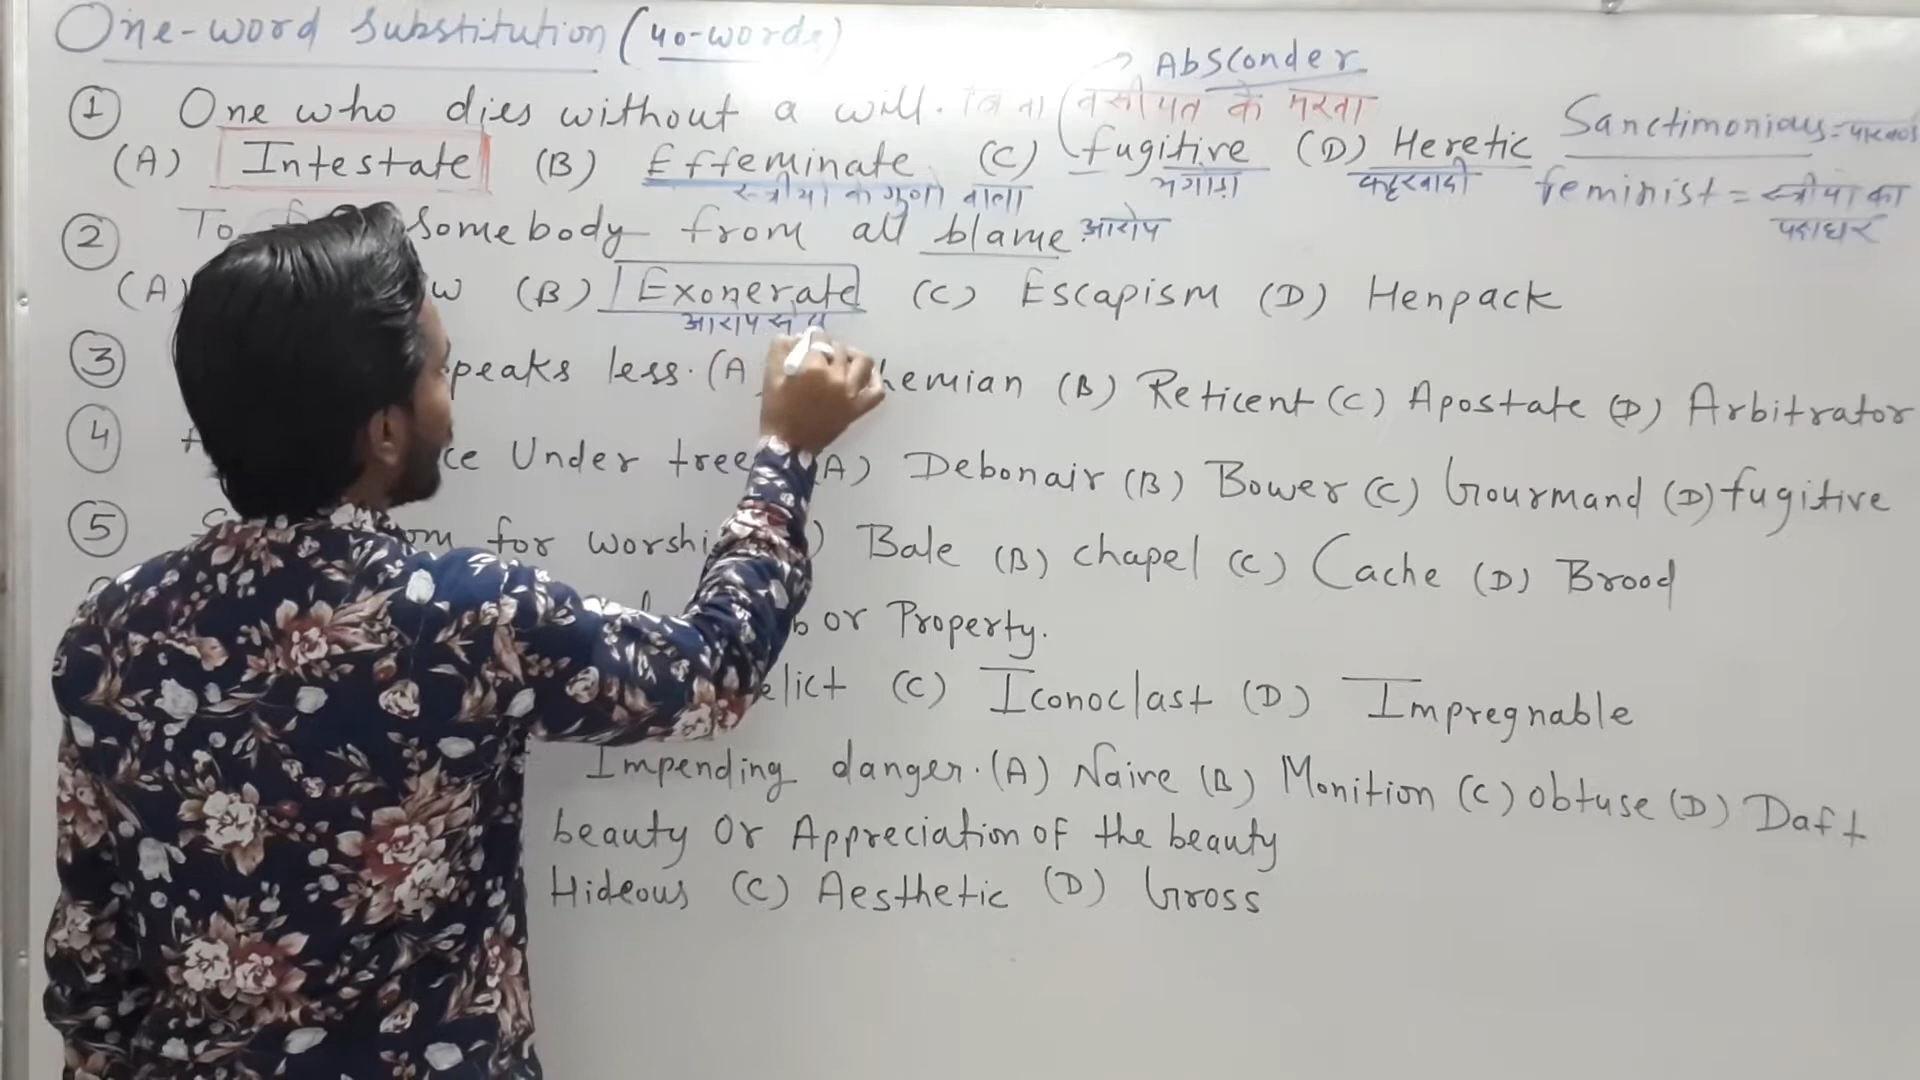 One-word Substitution (40-words)
Absconder
① One who dies without a will. बिना वसीयत के मरना
Sanctimonious =
(A) Intestate (B) Effeminate (C) fugitive (D) Heretic
स्त्रीयों के गुणों वाला भगोड़ा कट्टरवादी
feminist = स्त्रीयों का
पक्षधर
② To somebody from all blame. आरोप
(A) w (B) Exonerate (C) Escapism (D) Henpack
आरोप से
③ peaks less. (A) hemian (B) Reticent (C) Apostate (D) Arbitrator
④ ce Under tree (A) Debonair (B) Bower (C) Gourmand (D) fugitive
⑤ S om for worshi ) Bale (B) chapel (C) Cache (D) Brood
b or Property.
elict (C) Iconoclast (D) Impregnable
Impending danger. (A) Naive (B) Monition (C) Obtuse (D) Daft
beauty Or Appreciation of the beauty
Hideous (C) Aesthetic (D) Gross